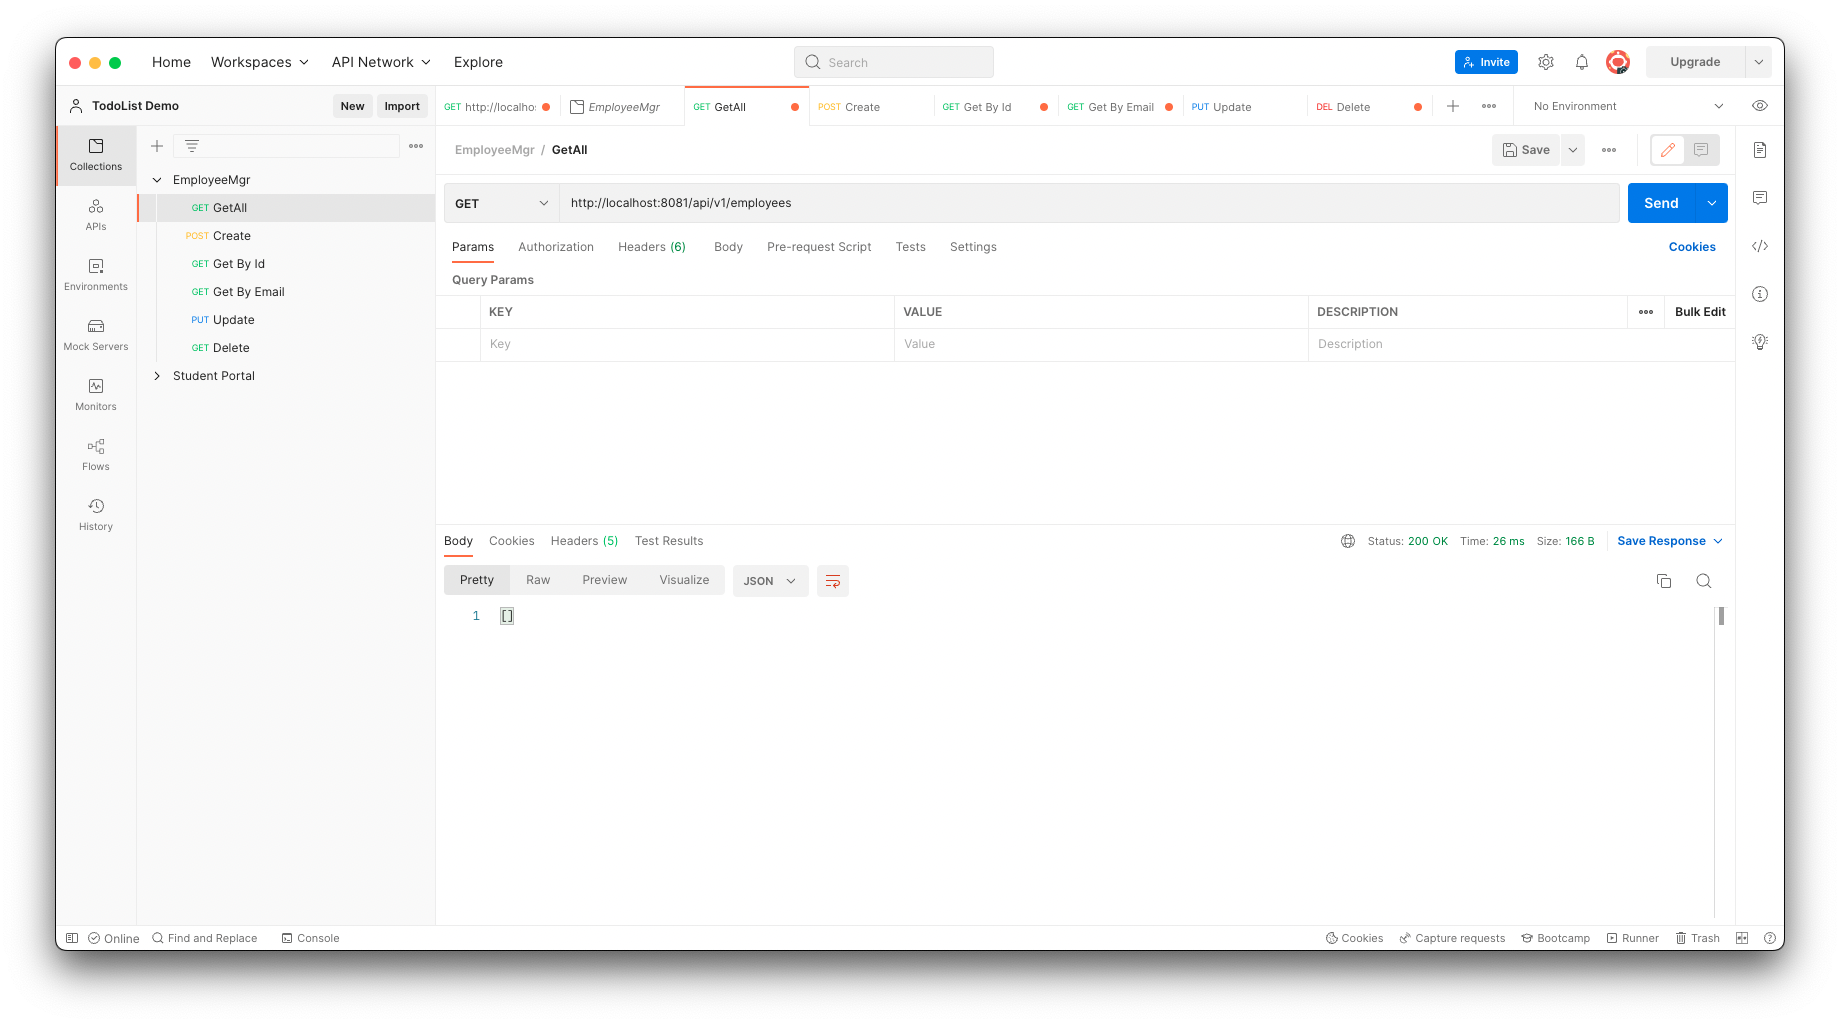 Home Workspaces API Network Explore Search Invite Upgrade
TodoList Demo New Import GET http://localho EmployeeMgr GET GetAll POST Create GET Get By Id GET Get By Email PUT Update DEL Delete No Environment
EmployeeMgr / GetAll Save
Collections
APIs
Environments
Mock Servers
Monitors
Flows
History
EmployeeMgr
GET GetAll
POST Create
GET Get By Id
GET Get By Email
PUT Update
GET Delete
Student Portal
GET http://localhost:8081/api/v1/employees Send
Params Authorization Headers (6) Body Pre-request Script Tests Settings Cookies
Query Params
KEY VALUE DESCRIPTION Bulk Edit
Key Value Description
Body Cookies Headers (5) Test Results Status: 200 OK Time: 26 ms Size: 166 B Save Response
Pretty Raw Preview Visualize JSON
1 []
Online Find and Replace Console Cookies Capture requests Bootcamp Runner Trash